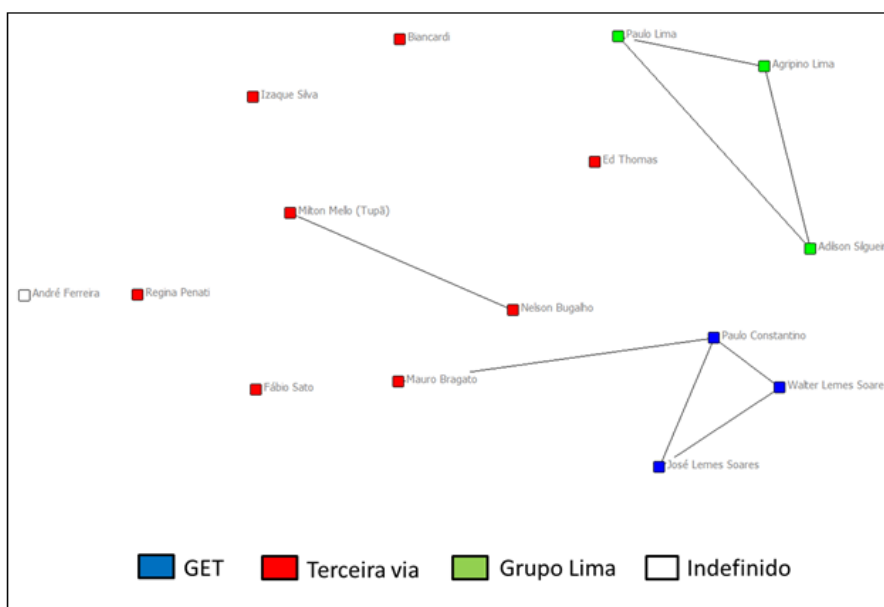 Paulo Lima
Biancardi
Agripino Lima
Izaque Silva
Ed Thomas
Milton Mello (Tupã)
Adilson Silguei
André Ferreira
Regina Penati
Nelson Bugalho
Paulo Constantino
Mauro Bragato
Walter Lemes Soare
Fábio Sato
José Lemes Soares
GET
Terceira via
Grupo Lima
Indefinido